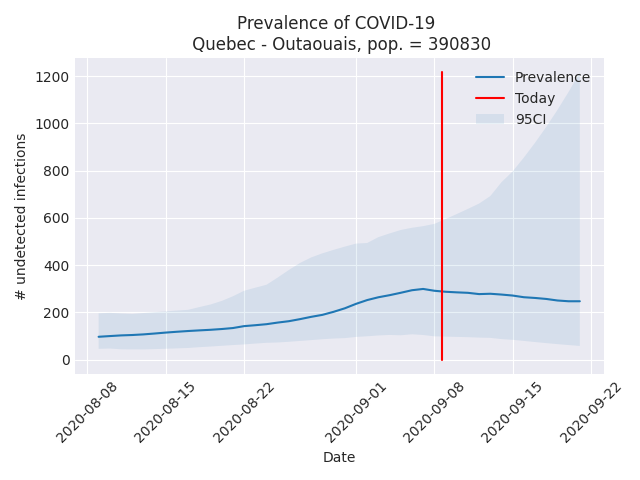 Prevalence of COVID-19
Quebec - Outaouais, pop. = 390830
Prevalence
Today
95CI
1200
1000
800
600
400
200
0
# undetected infections
2020-08-08
2020-08-15
2020-08-22
2020-09-01
2020-09-08
2020-09-15
2020-09-22
Date